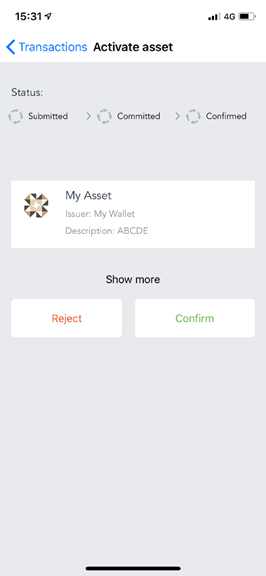 15:31 4G
Transactions Activate asset
Status:
Submitted Committed Confirmed
My Asset
Issuer: My Wallet
Description: ABCDE
Show more
Reject Confirm